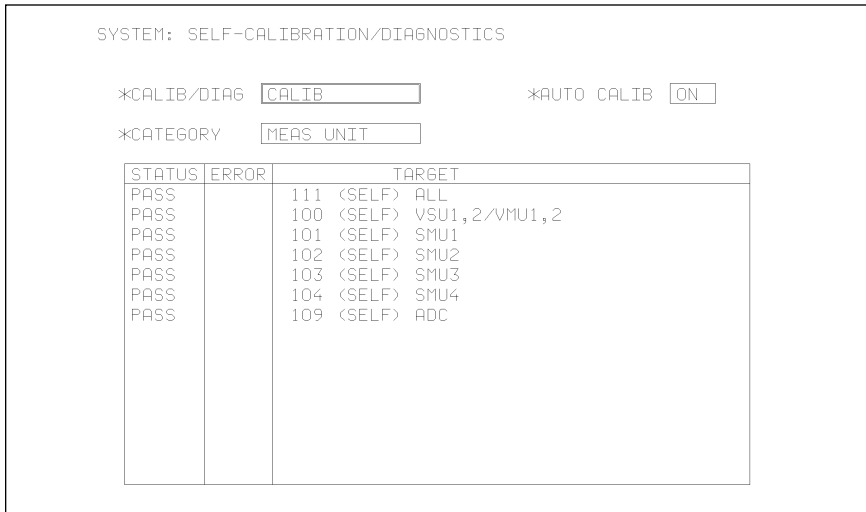 SYSTEM: SELF-CALIBRATION/DIAGNOSTICS
*CALIB/DIAG CALIB *AUTO CALIB ON
*CATEGORY MEAS UNIT
STATUS ERROR TARGET
PASS 111 (SELF) ALL
PASS 100 (SELF) VSU1,2/VMU1,2
PASS 101 (SELF) SMU1
PASS 102 (SELF) SMU2
PASS 103 (SELF) SMU3
PASS 104 (SELF) SMU4
PASS 109 (SELF) ADC